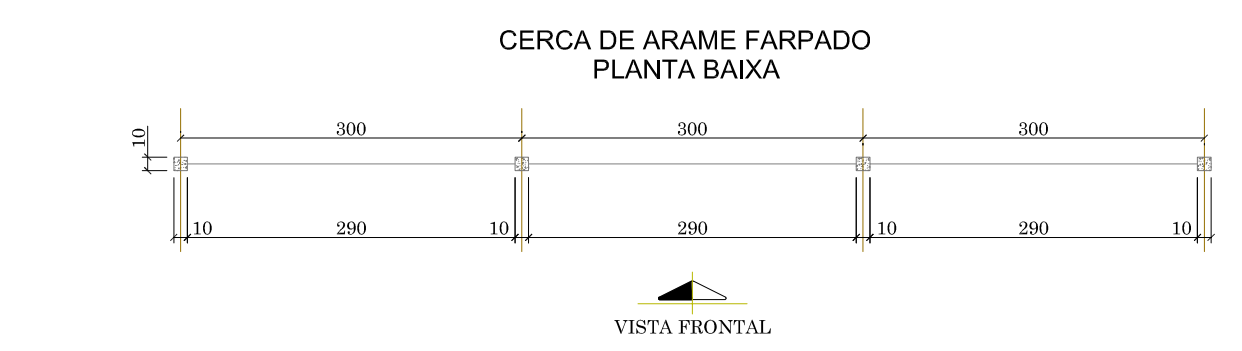 CERCA DE ARAME FARPADO
PLANTA BAIXA
300 300 300
10
10 290 10 290 10 290 10
VISTA FRONTAL